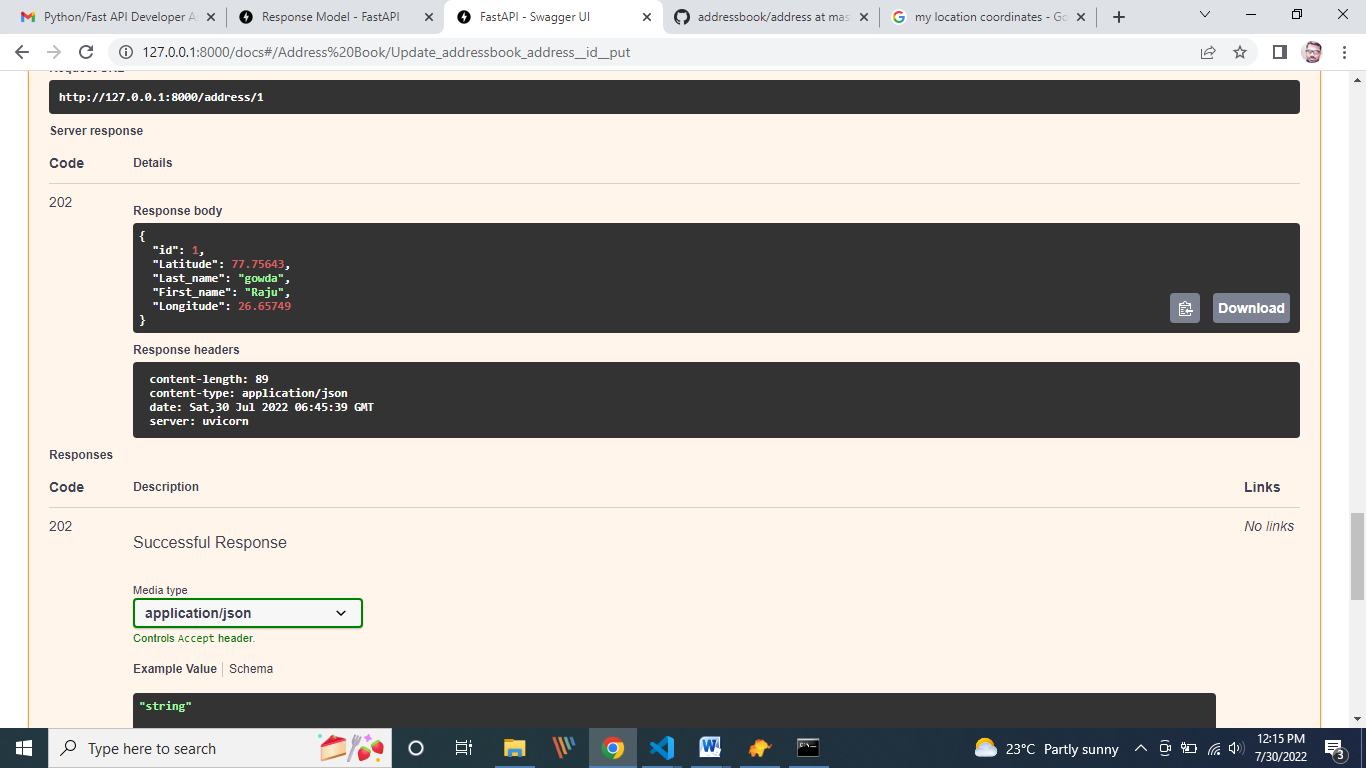 Python/Fast API Developer A
Response Model - FastAPI
FastAPI - Swagger UI
addressbook/address at mas
my location coordinates - Go
127.0.0.1:8000/docs#/Address%20Book/Update_addressbook_address__id__put
http://127.0.0.1:8000/address/1
Server response
Code Details
202
Response body
{
"id": 1,
"Latitude": 77.75643,
"Last_name": "gowda",
"First_name": "Raju",
"Longitude": 26.65749
}
Download
Response headers
content-length: 89
content-type: application/json
date: Sat,30 Jul 2022 06:45:39 GMT
server: uvicorn
Responses
Code Description Links
202 No links
Successful Response
Media type
application/json
Controls Accept header.
Example Value Schema
"string"
Type here to search
23°C Partly sunny
12:15 PM
7/30/2022
3